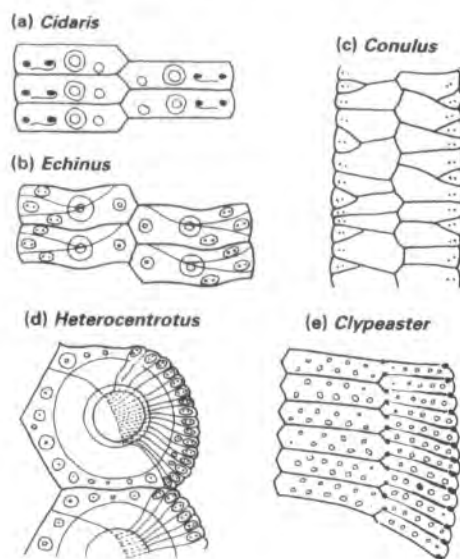 (a) Cidaris
(b) Echinus
(c) Conulus
(d) Heterocentrotus
(e) Clypeaster